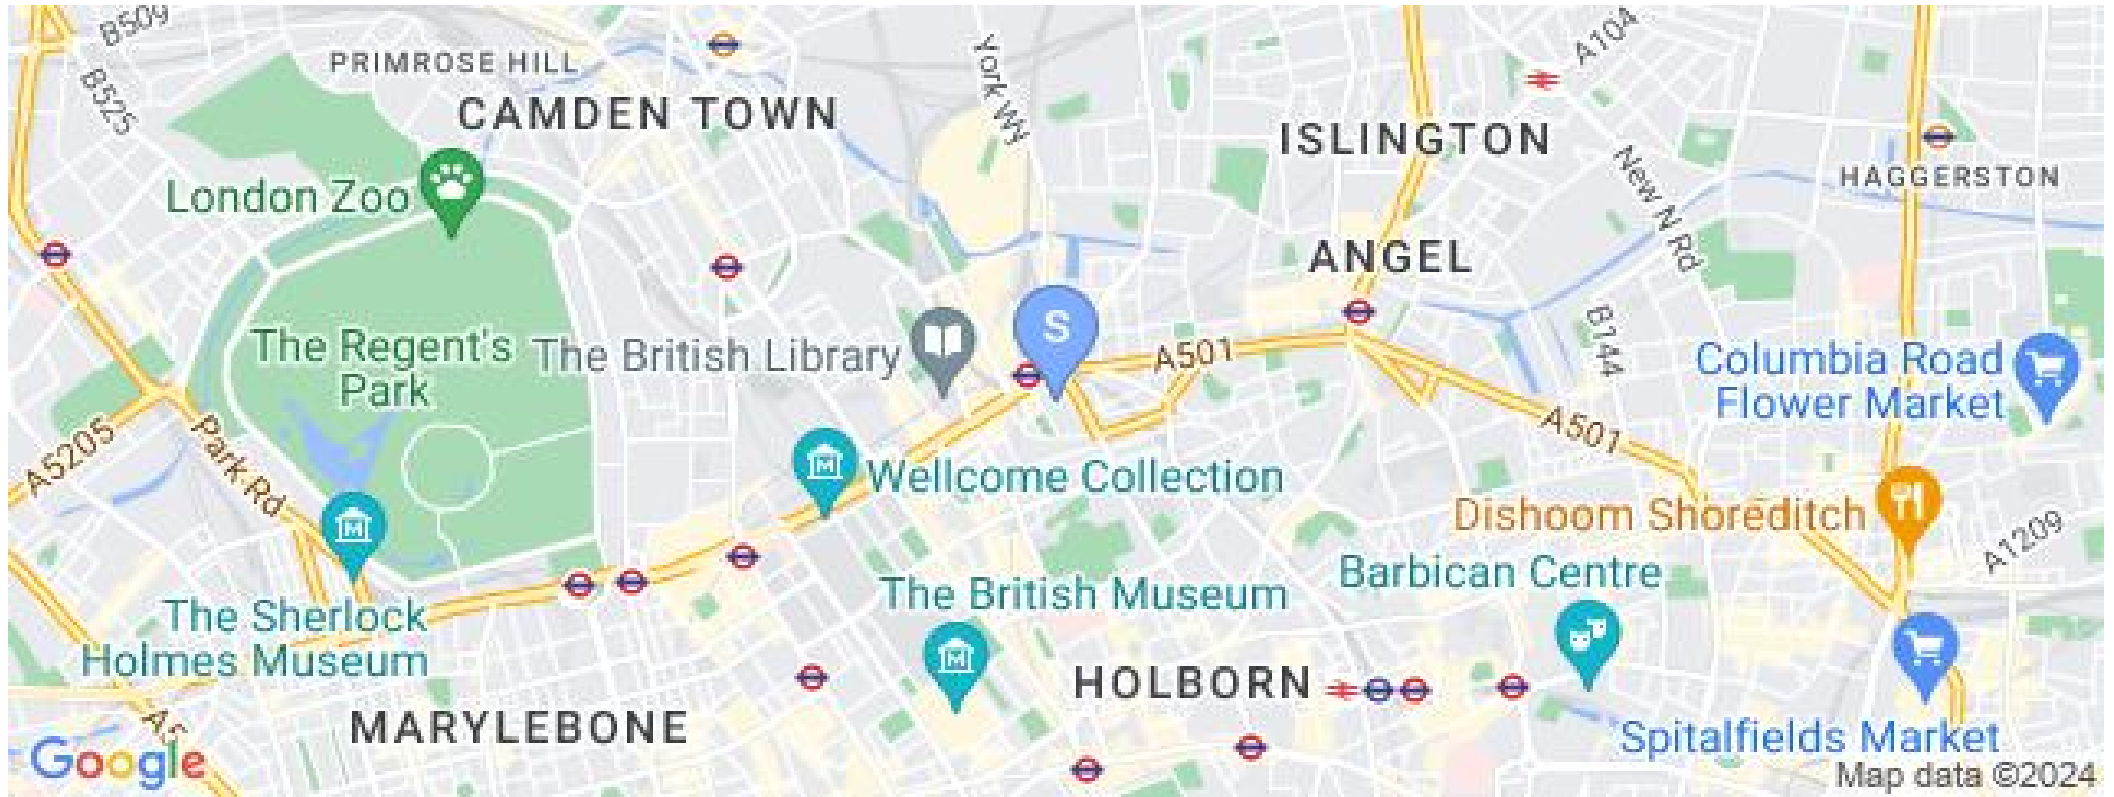 B509
PRIMROSE HILL
York Wy
A104
B525
CAMDEN TOWN
ISLINGTON
New N Rd
HAGGERSTON
London Zoo
ANGEL
The Regent's
Park
The British Library
S
A501
B144
Columbia Road
Flower Market
A5205
Park Rd
A501
Wellcome Collection
Dishoom Shoreditch
A1209
The Sherlock
Holmes Museum
The British Museum
Barbican Centre
HOLBORN
MARYLEBONE
Spitalfields Market
Google
Map data ©2024